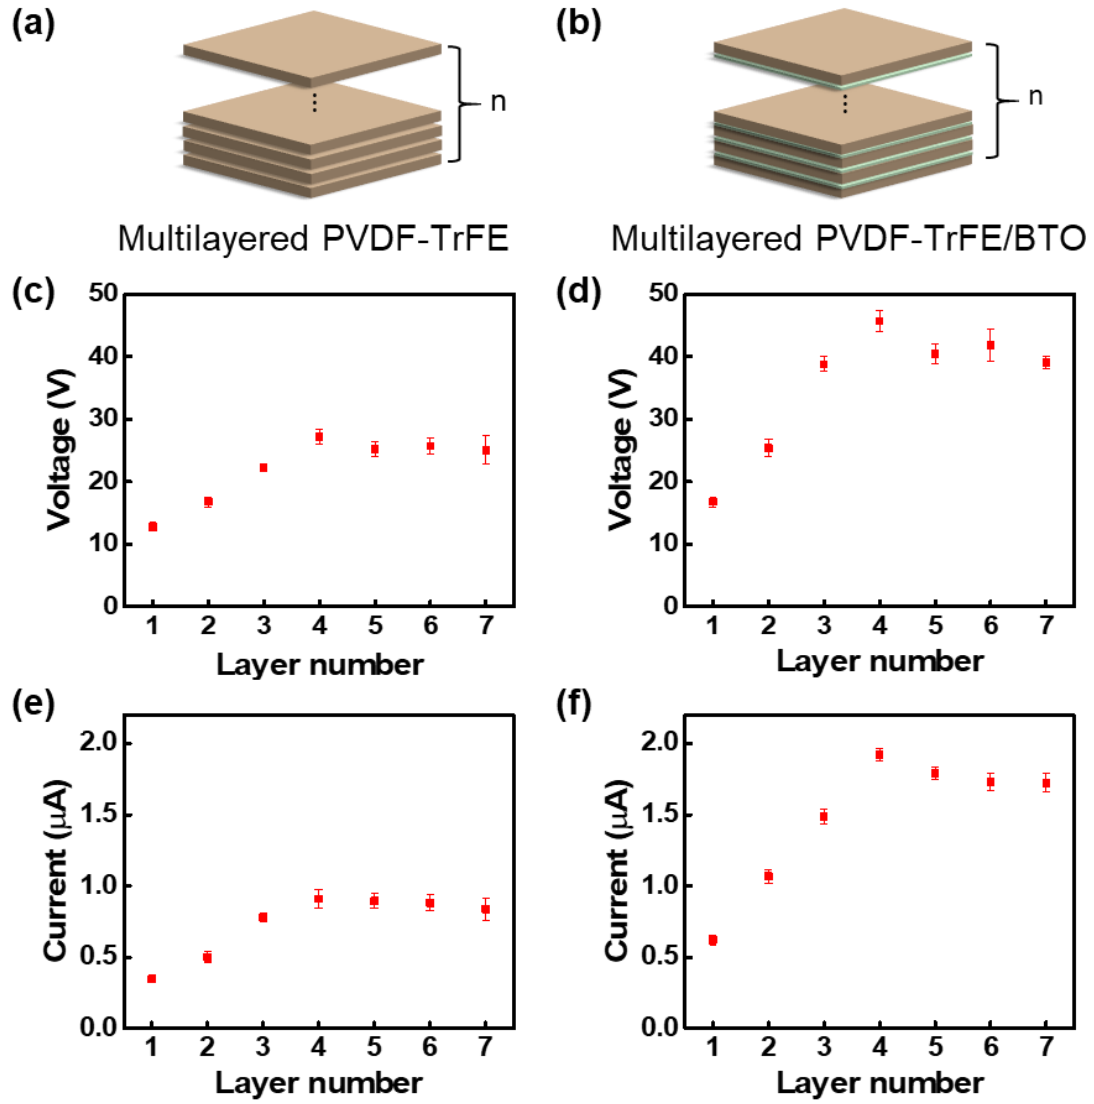 (a)
n
⋮
Multilayered PVDF-TrFE
(b)
n
⋮
Multilayered PVDF-TrFE/BTO
(c)
50
40
30
20
10
0
Voltage (V)
1 2 3 4 5 6 7
Layer number
(d)
50
40
30
20
10
0
Voltage (V)
1 2 3 4 5 6 7
Layer number
(e)
2.0
1.5
1.0
0.5
0.0
Current (μA)
1 2 3 4 5 6 7
Layer number
(f)
2.0
1.5
1.0
0.5
0.0
Current (μA)
1 2 3 4 5 6 7
Layer number